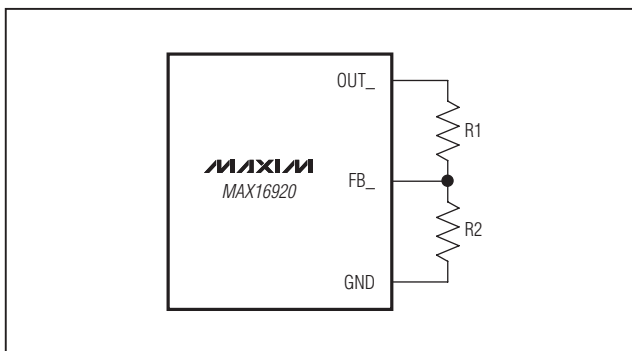 OUT_
R1
MAXIM
MAX16920
FB_
R2
GND